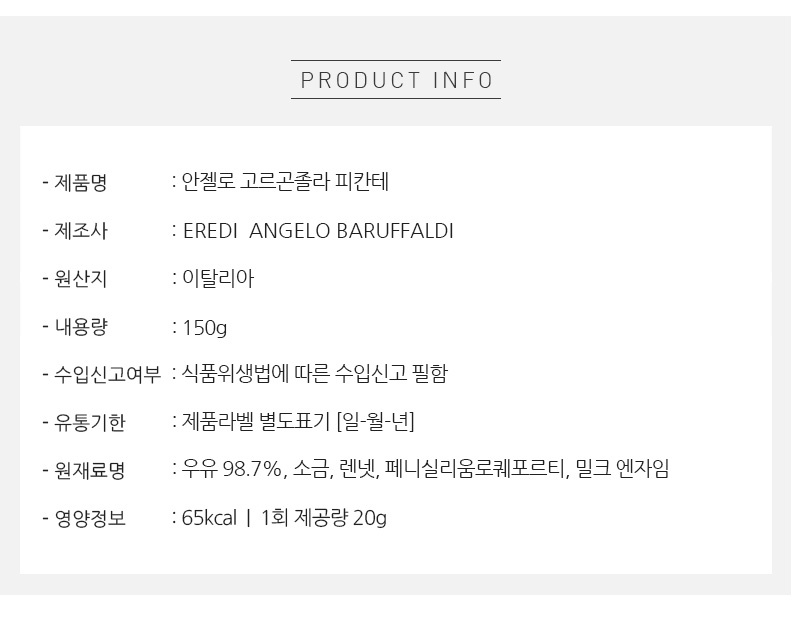 PRODUCT INFO
- 제품명 : 안젤로 고르곤졸라 피칸테
- 제조사 : EREDI ANGELO BARUFFALDI
- 원산지 : 이탈리아
- 내용량 : 150g
- 수입신고여부 : 식품위생법에 따른 수입신고 필함
- 유통기한 : 제품라벨 별도표기 [일-월-년]
- 원재료명 : 우유 98.7%, 소금, 렌넷, 페니실리움로퀘포르티, 밀크 엔자임
- 영양정보 : 65kcal | 1회 제공량 20g